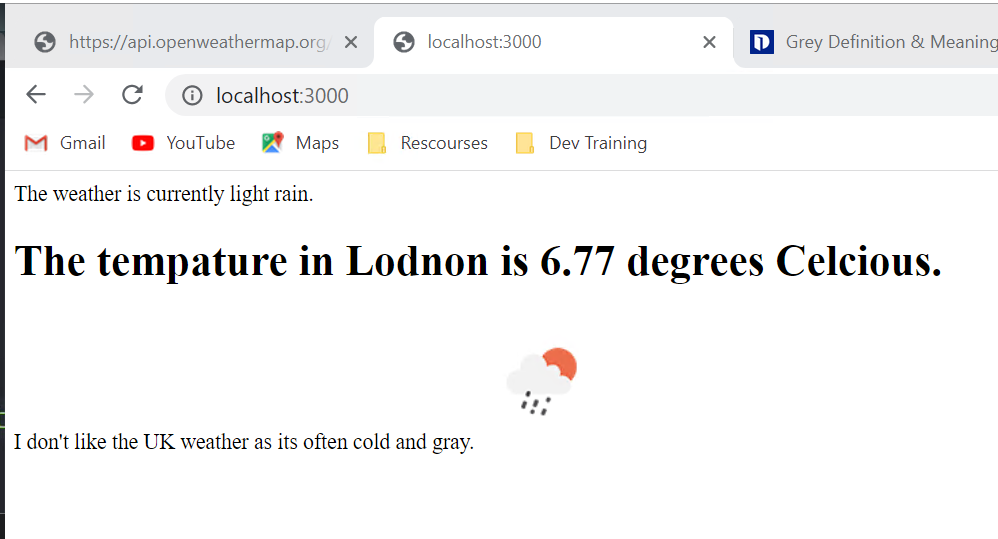 https://api.openweathermap.org/
localhost:3000
Grey Definition & Meaning
localhost:3000
Gmail YouTube Maps Rescourses Dev Training
The weather is currently light rain.
The tempature in Lodnon is 6.77 degrees Celcious.
I don't like the UK weather as its often cold and gray.